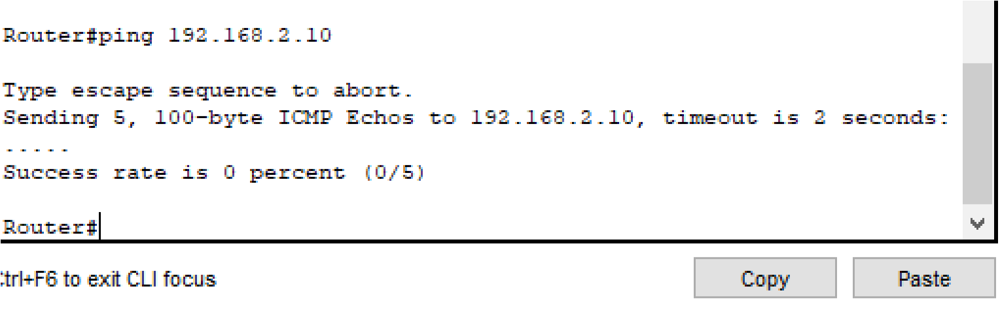 Router#ping 192.168.2.10
Type escape sequence to abort.
Sending 5, 100-byte ICMP Echos to 192.168.2.10, timeout is 2 seconds:
.....
Success rate is 0 percent (0/5)
Router#
Ctrl+F6 to exit CLI focus
Copy
Paste